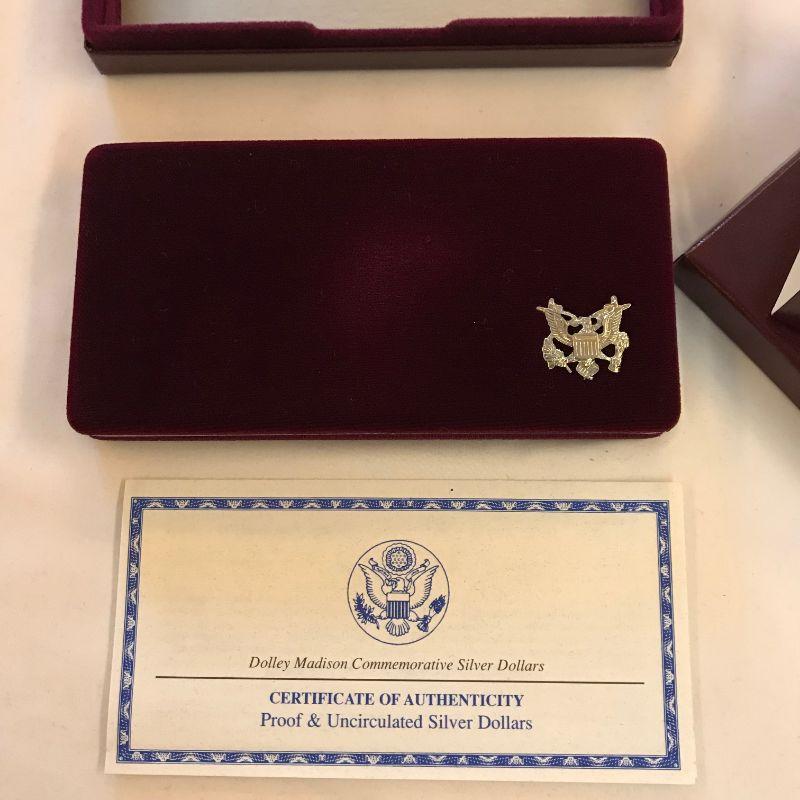 Dolley Madison Commemorative Silver Dollars
CERTIFICATE OF AUTHENTICITY
Proof & Uncirculated Silver Dollars